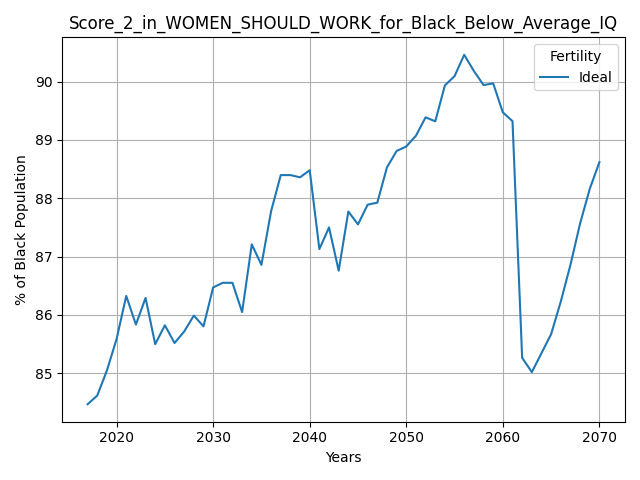 Score_2_in_WOMEN_SHOULD_WORK_for_Black_Below_Average_IQ
Fertility
Ideal
% of Black Population
90
89
88
87
86
85
2020 2030 2040 2050 2060 2070
Years